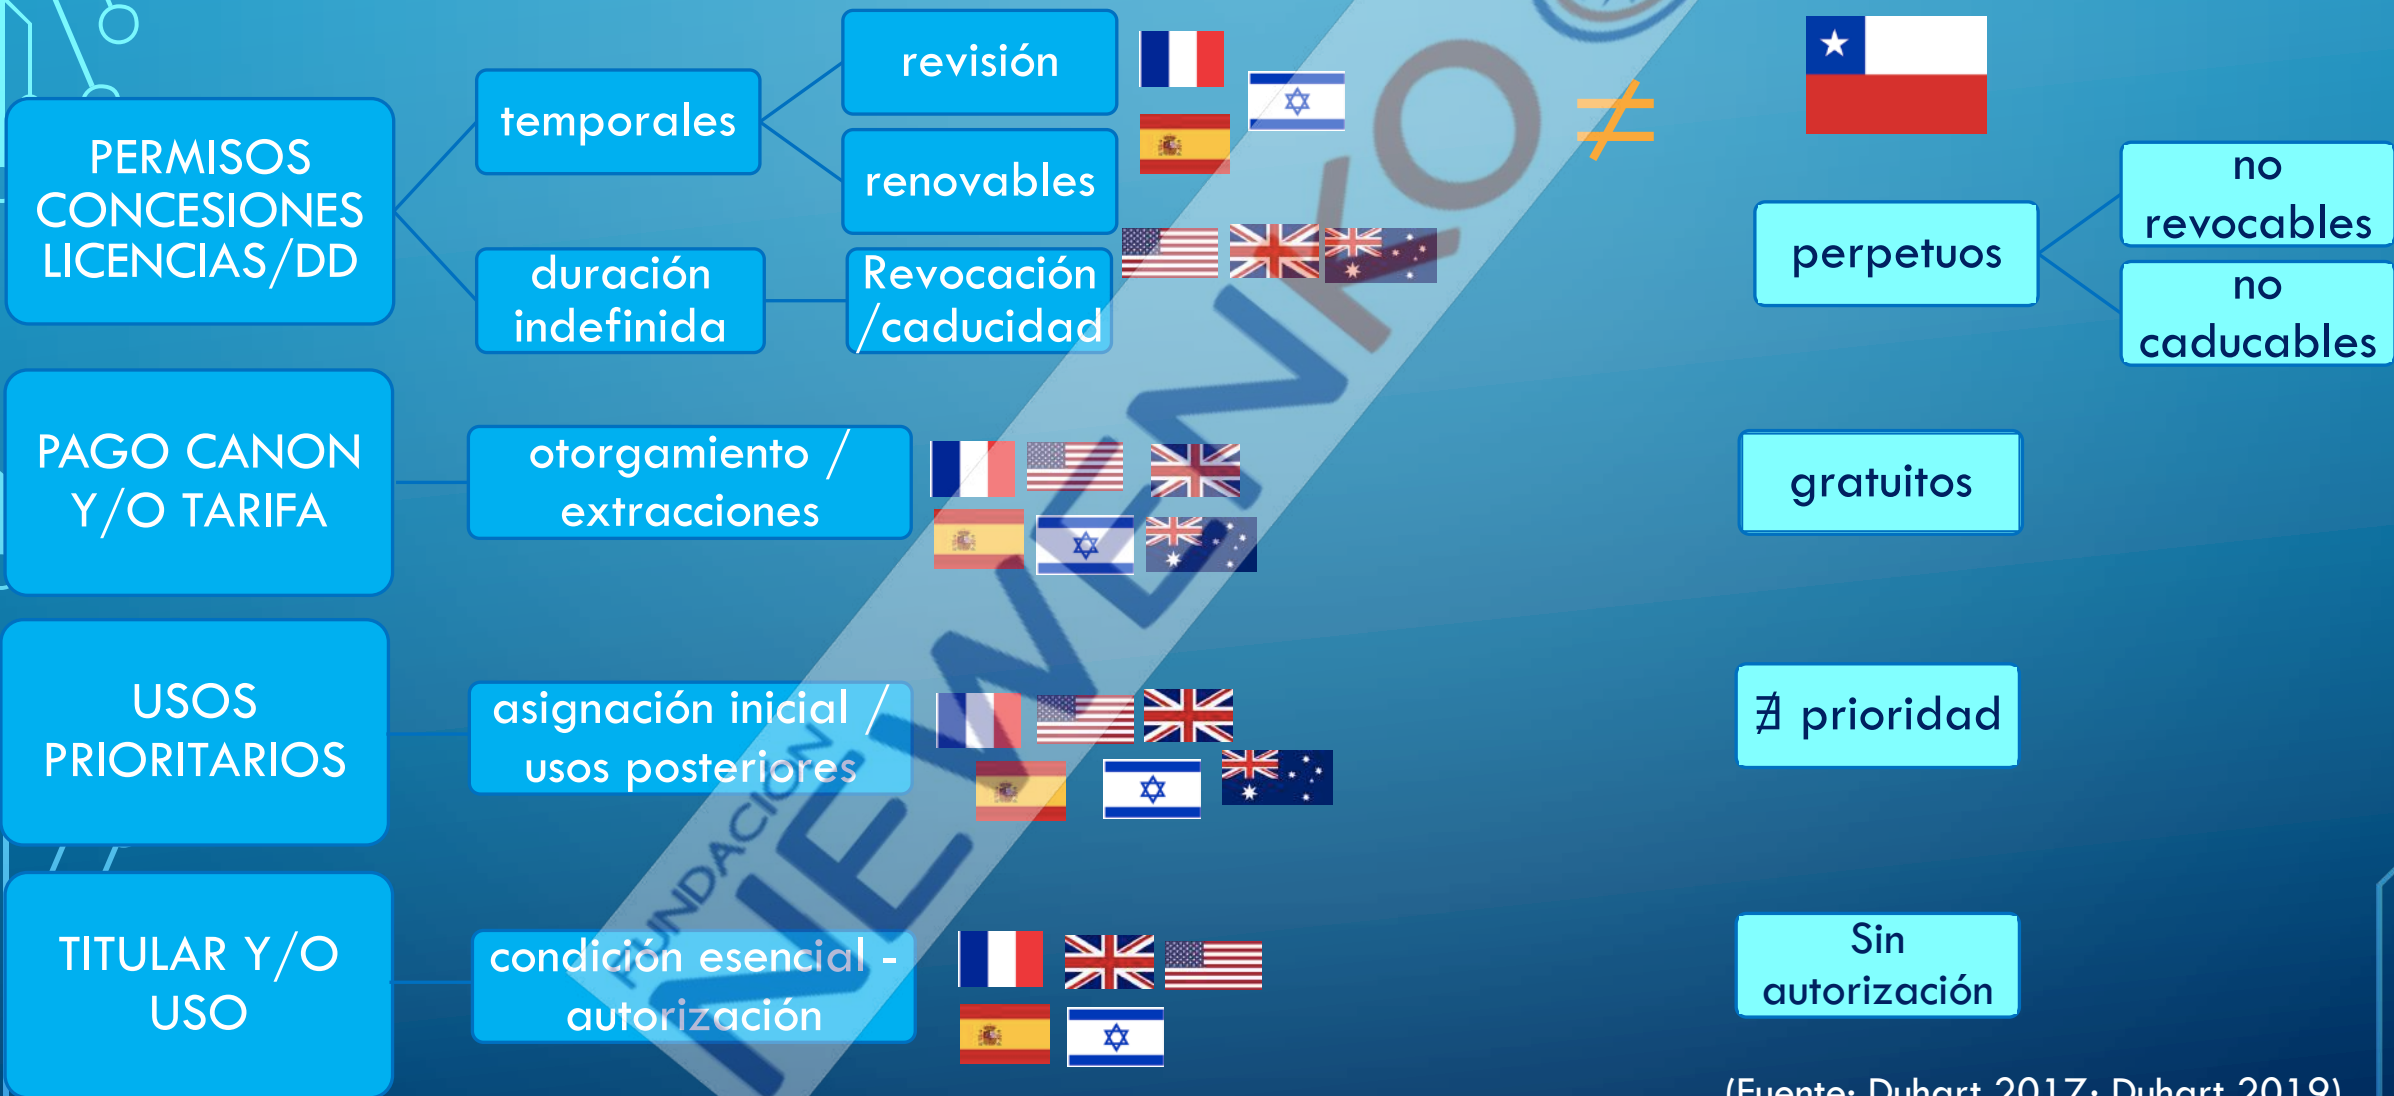 PERMISOS
CONCESIONES
LICENCIAS/DD
temporales
revisión
renovables
duración
indefinida
Revocación
/caducidad
≠
perpetuos
no
revocables
no
caducables
PAGO CANON
Y/O TARIFA
otorgamiento /
extracciones
gratuitos
USOS
PRIORITARIOS
asignación inicial /
usos posteriores
∄ prioridad
TITULAR Y/O
USO
condición esencial -
autorización
Sin
autorización
(Fuente: Duhart 2017; Duhart 2019)
FUNDACIÓN
NEWENKO